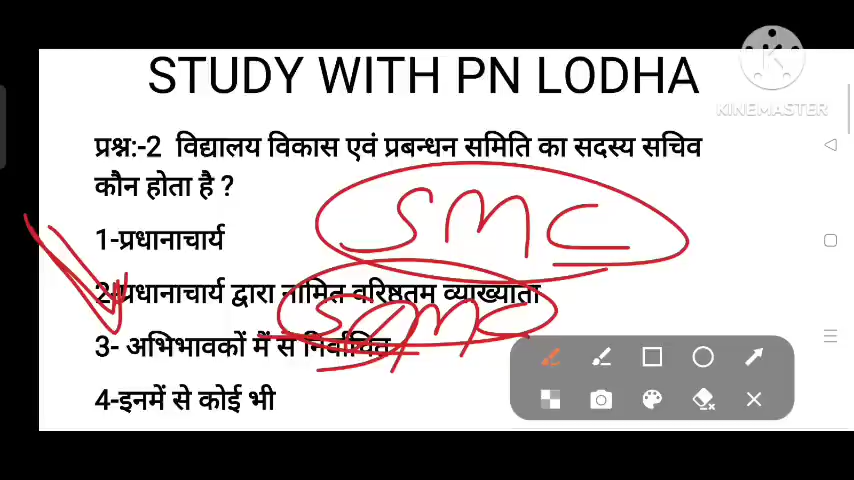 STUDY WITH PN LODHA
KINEMASTER
प्रश्न:-2 विद्यालय विकास एवं प्रबन्धन समिति का सदस्य सचिव
कौन होता है ?
1-प्रधानाचार्य
SMC
2-प्रधानाचार्य द्वारा नामित वरिष्ठतम व्याख्याता
3- अभिभावकों में से निर्वाचित
4-इनमें से कोई भी